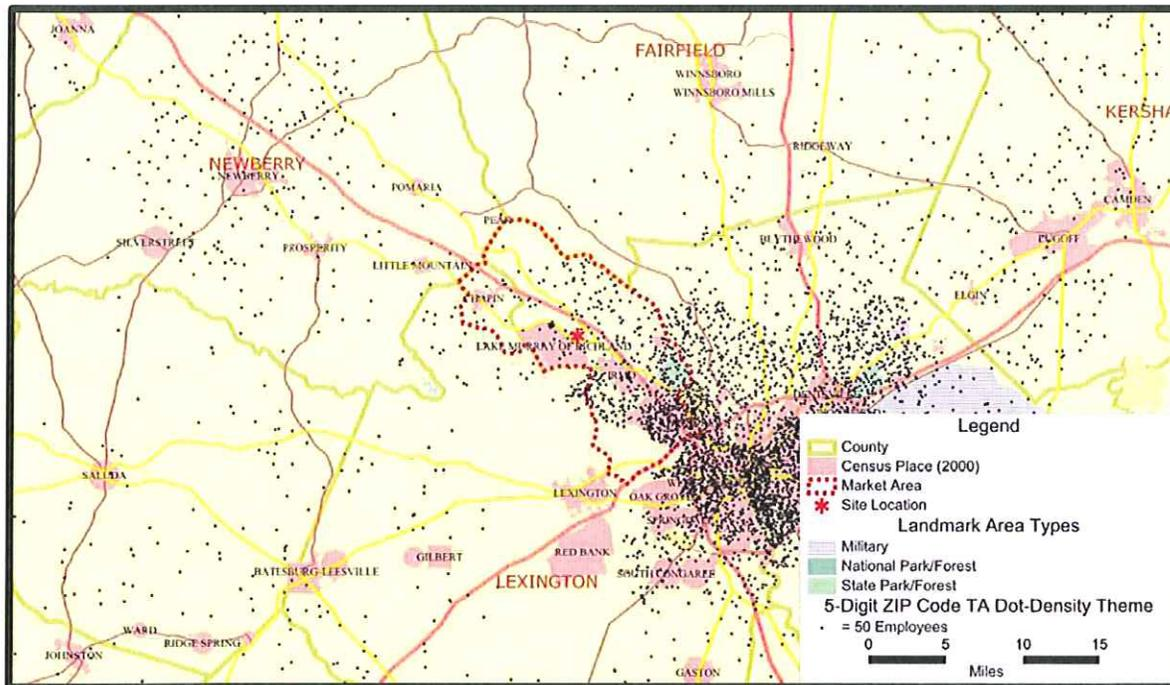 JOANNA
FAIRFIELD
WINNSBORO
WINNSBORO MILLS
KERSHA
RIDGEWAY
NEWBERRY
NEWBERRY
POMARIA
CAMDEN
PEAK
SILVERSTREET
PROSPERITY
BLYTHEWOOD
LUGOFF
LITTLE MOUNTAIN
CHAPIN
ELGIN
LAKE MURRAY OF RICHLAND
SALUDA
LEXINGTON
OAK GROVE
RED BANK
GILBERT
BATESBURG-LEESVILLE
LEXINGTON
SOUTH CONGAREE
WARD
RIDGE SPRING
JOHNSTON
GASTON
Legend
County
Census Place (2000)
Market Area
Site Location
Landmark Area Types
Military
National Park/Forest
State Park/Forest
5-Digit ZIP Code TA Dot-Density Theme
= 50 Employees
0 5 10 15
Miles